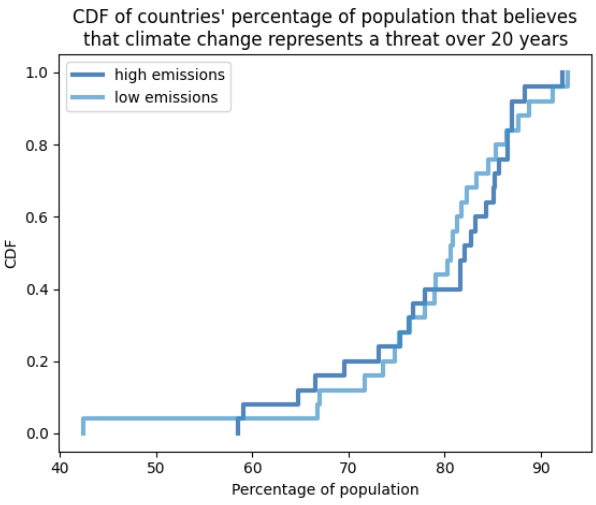 CDF of countries' percentage of population that believes
that climate change represents a threat over 20 years
high emissions
low emissions
1.0
0.8
0.6
0.4
0.2
0.0
CDF
40 50 60 70 80 90
Percentage of population